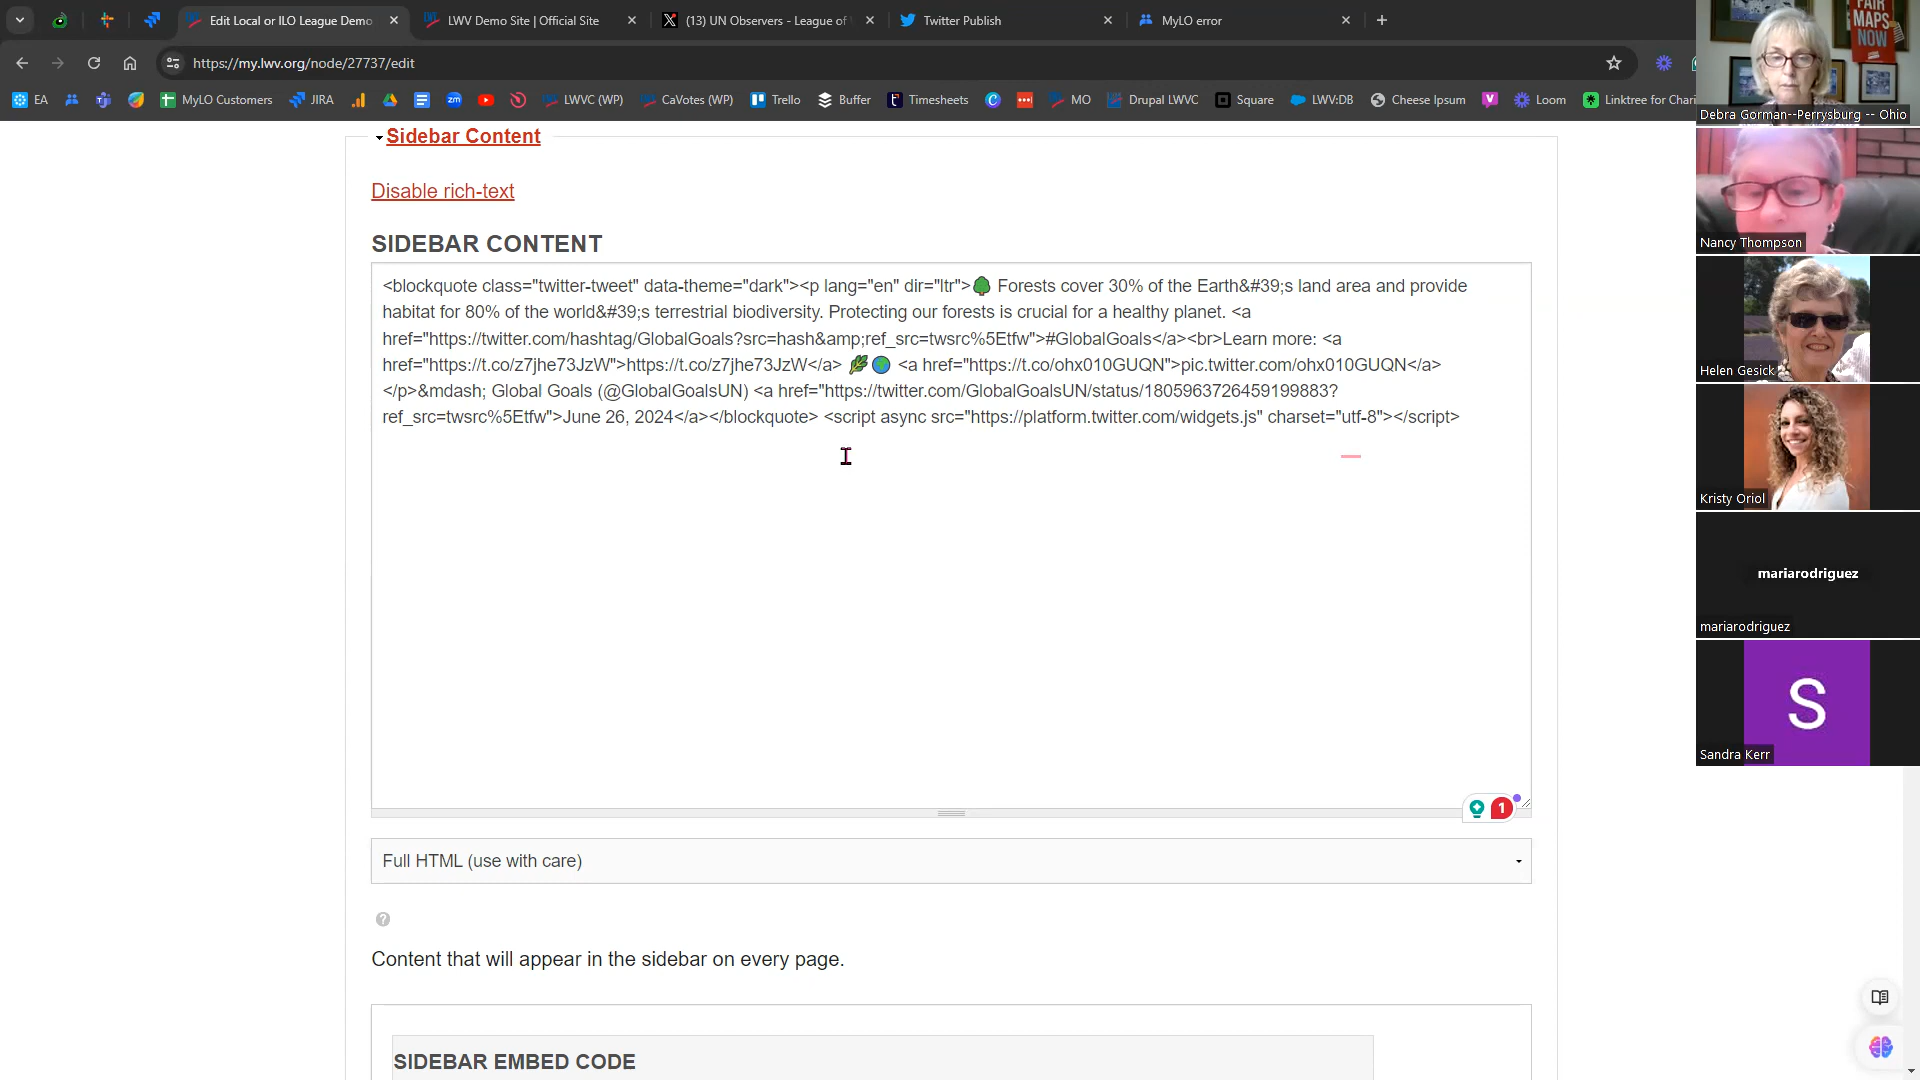 Edit Local or ILO League Demo
LWV Demo Site | Official Site
(13) UN Observers - League of
Twitter Publish
MyLO error
https://my.lwv.org/node/27737/edit
EA
MyLO Customers
JIRA
LWVC (WP)
CaVotes (WP)
Trello
Buffer
Timesheets
MO
Drupal LWVC
Square
LWV:DB
Cheese Ipsum
Loom
Linktree for Chari
Sidebar Content
Disable rich-text
SIDEBAR CONTENT
<blockquote class="twitter-tweet" data-theme="dark"><p lang="en" dir="ltr">🌳 Forests cover 30% of the Earth&#39;s land area and provide
habitat for 80% of the world&#39;s terrestrial biodiversity. Protecting our forests is crucial for a healthy planet. <a
href="https://twitter.com/hashtag/GlobalGoals?src=hash&amp;ref_src=twsrc%5Etfw">#GlobalGoals</a><br>Learn more: <a
href="https://t.co/z7jhe73JzW">https://t.co/z7jhe73JzW</a> 🌿🌍 <a href="https://t.co/ohx010GUQN">pic.twitter.com/ohx010GUQN</a>
</p>&mdash; Global Goals (@GlobalGoalsUN) <a href="https://twitter.com/GlobalGoalsUN/status/1805963726459199883?
ref_src=twsrc%5Etfw">June 26, 2024</a></blockquote> <script async src="https://platform.twitter.com/widgets.js" charset="utf-8"></script>
1
Full HTML (use with care)
?
Content that will appear in the sidebar on every page.
SIDEBAR EMBED CODE
FAIR
MAPS
NOW
Debra Gorman--Perrysburg -- Ohio
Nancy Thompson
Helen Gesick
Kristy Oriol
mariarodriguez
mariarodriguez
S
Sandra Kerr